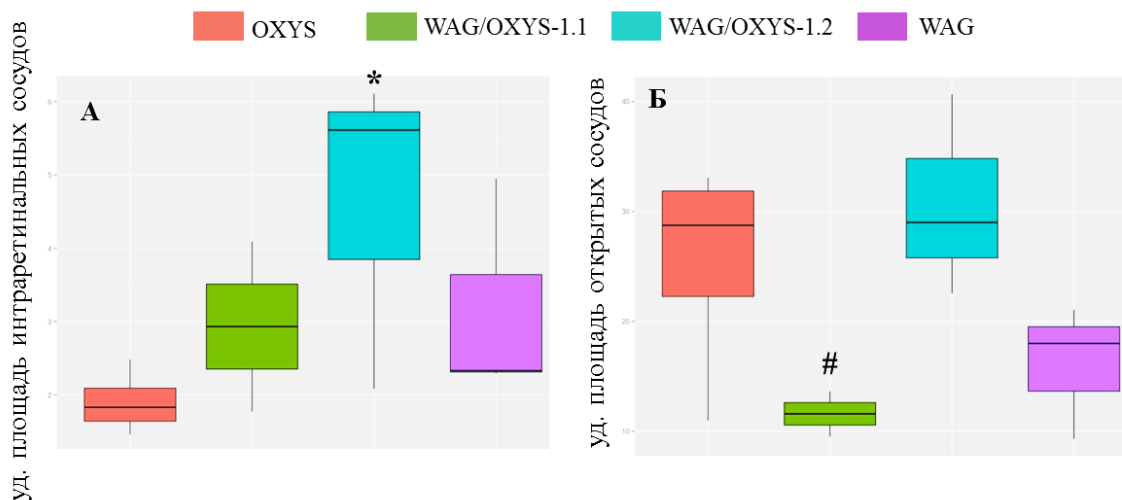 OXYS WAG/OXYS-1.1 WAG/OXYS-1.2 WAG
уд. площадь интраретинальных сосудов
А
*
6
5
4
3
2
уд. площадь открытых сосудов
Б
#
40
30
20
10